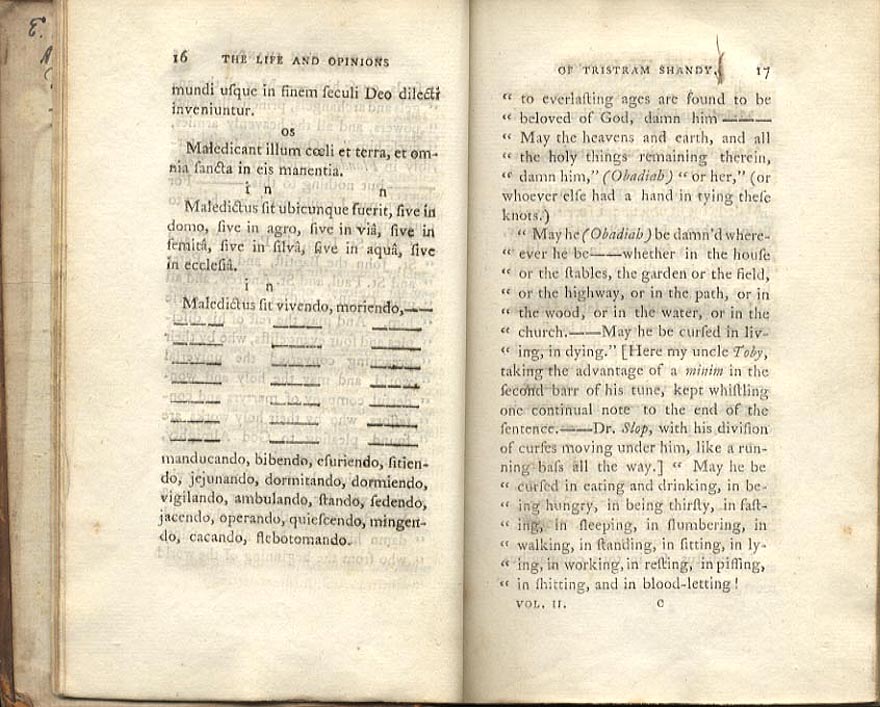 16 THE LIFE AND OPINIONS
mundi uſque in finem ſeculi Deo dilecti
inveniuntur.
os
Maledicant illum cœli et terra, et om-
nia ſancta in eis manentia.
i n n
Maledictus ſit ubicunque fuerit, ſive in
domo, ſive in agro, ſive in viâ, ſive in
ſemitâ, ſive in ſilvâ, ſive in aquâ, ſive
in eccleſiâ.
i n
Maledictus ſit vivendo, moriendo,——
manducando, bibendo, eſuriendo, ſitien-
do, jejunando, dormitando, dormiendo,
vigilando, ambulando, ſtando, ſedendo,
jacendo, operando, quieſcendo, mingen-
do, cacando, flebotomando.
OF TRISTRAM SHANDY. 17
“ to everlaſting ages are found to be
“ beloved of God, damn him ———
“ May the heavens and earth, and all
“ the holy things remaining therein,
“ damn him,” (Obadiah) “ or her,” (or
whoever elſe had a hand in tying theſe
knots.)
“ May he (Obadiah) be damn'd where-
“ ever he be——whether in the houſe
“ or the ſtables, the garden or the field,
“ or the highway, or in the path, or in
“ the wood, or in the water, or in the
“ church.——May he be curſed in liv-
“ ing, in dying.” [Here my uncle Toby,
taking the advantage of a minim in the
ſecond barr of his tune, kept whiſtling
one continual note to the end of the
ſentence.——Dr. Slop, with his diviſion
of curſes moving under him, like a run-
ning baſs all the way.] “ May he be
“ curſed in eating and drinking, in be-
“ ing hungry, in being thirſty, in faſt-
“ ing, in ſleeping, in ſlumbering, in
“ walking, in ſtanding, in ſitting, in ly-
“ ing, in working, in reſting, in piſſing,
“ in ſhitting, and in blood-letting!
VOL. II. C